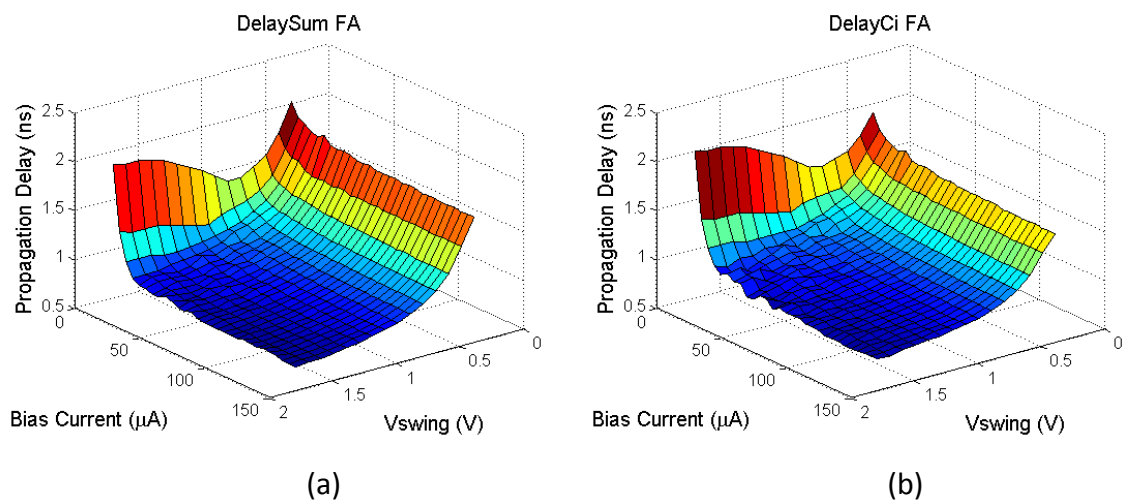 DelaySum FA
2.5
2
1.5
1
0.5
Propagation Delay (ns)
0
50
100
150
Bias Current (μA)
2
1.5
1
0.5
0
Vswing (V)
(a)
DelayCi FA
2.5
2
1.5
1
0.5
Propagation Delay (ns)
0
50
100
150
Bias Current (μA)
2
1.5
1
0.5
0
Vswing (V)
(b)